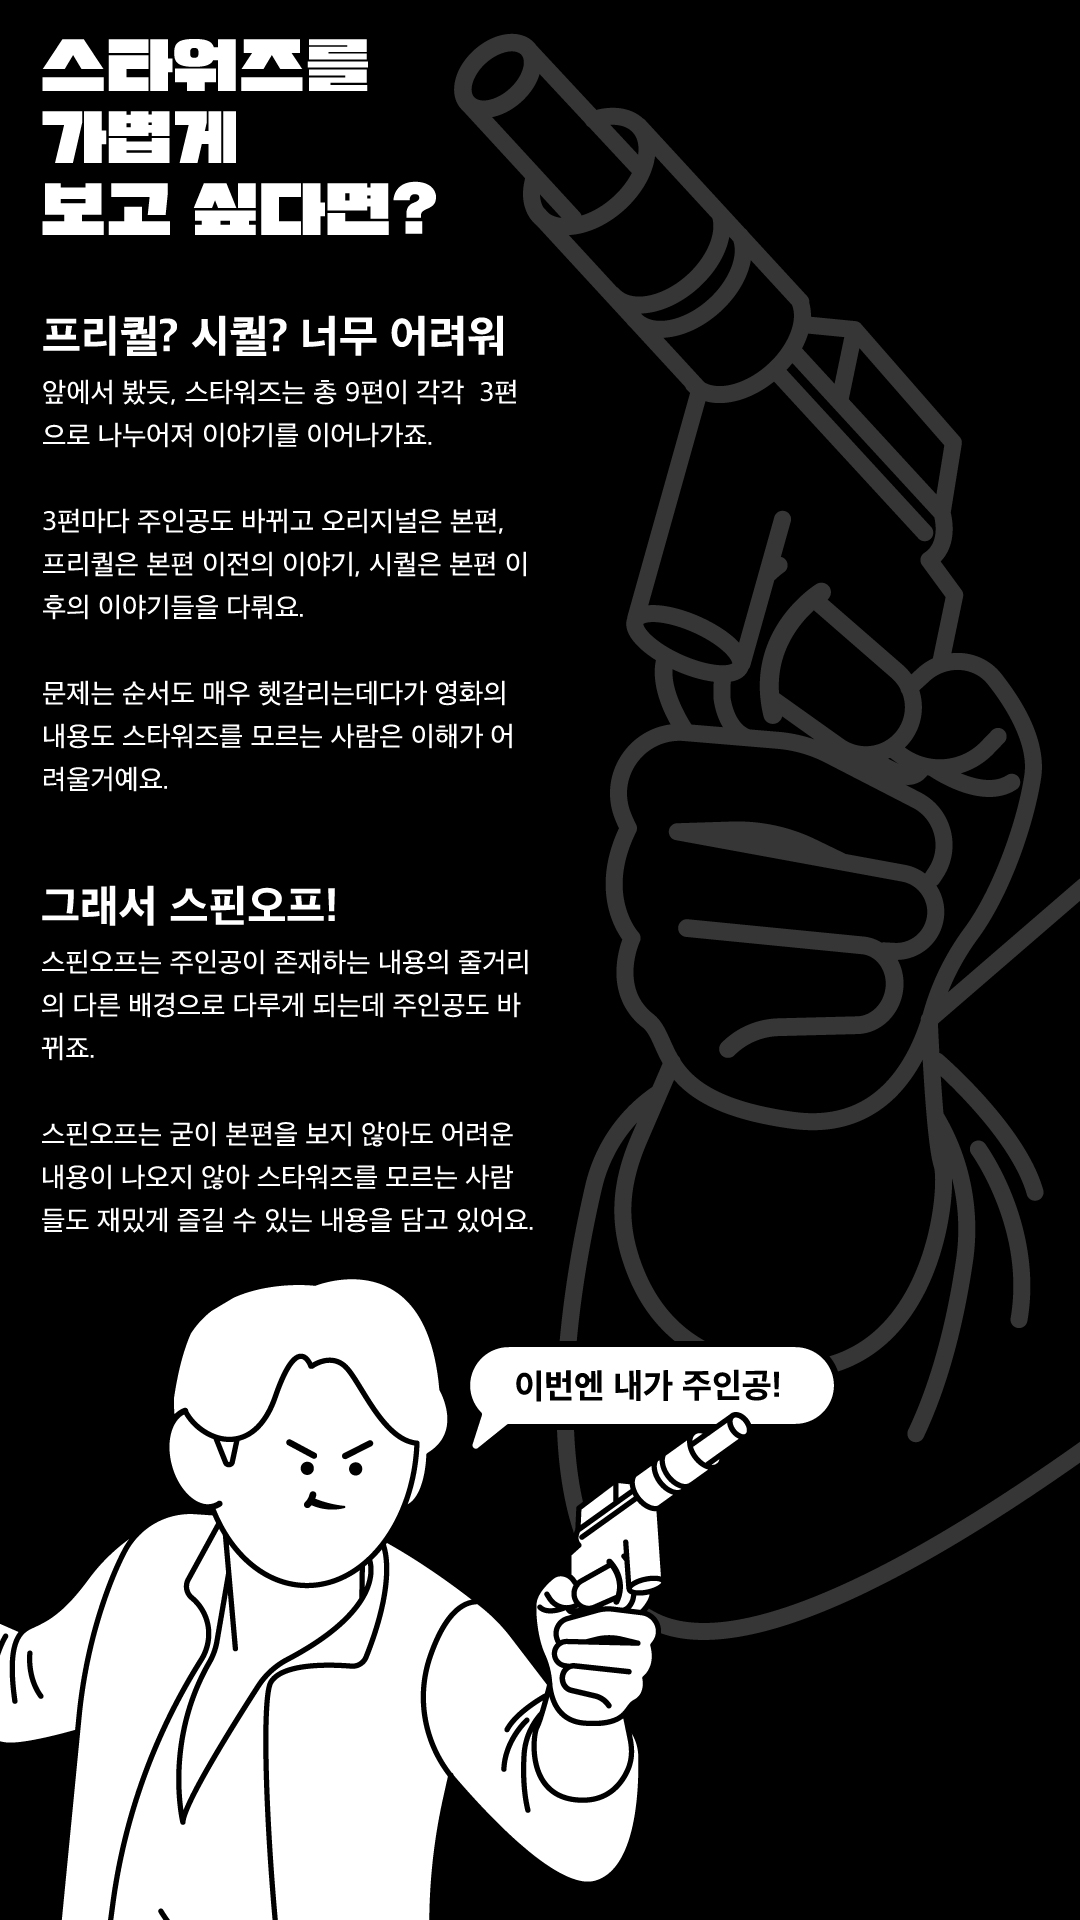 스타워즈를
가볍게
보고 싶다면?
프리퀄? 시퀄? 너무 어려워
앞에서 봤듯, 스타워즈는 총 9편이 각각 3편
으로 나누어져 이야기를 이어나가죠.
3편마다 주인공도 바뀌고 오리지널은 본편,
프리퀄은 본편 이전의 이야기, 시퀄은 본편 이
후의 이야기들을 다뤄요.
문제는 순서도 매우 헷갈리는데다가 영화의
내용도 스타워즈를 모르는 사람은 이해가 어
려울거예요.
그래서 스핀오프!
스핀오프는 주인공이 존재하는 내용의 줄거리
의 다른 배경으로 다루게 되는데 주인공도 바
뀌죠.
스핀오프는 굳이 본편을 보지 않아도 어려운
내용이 나오지 않아 스타워즈를 모르는 사람
들도 재밌게 즐길 수 있는 내용을 담고 있어요.
이번엔 내가 주인공!